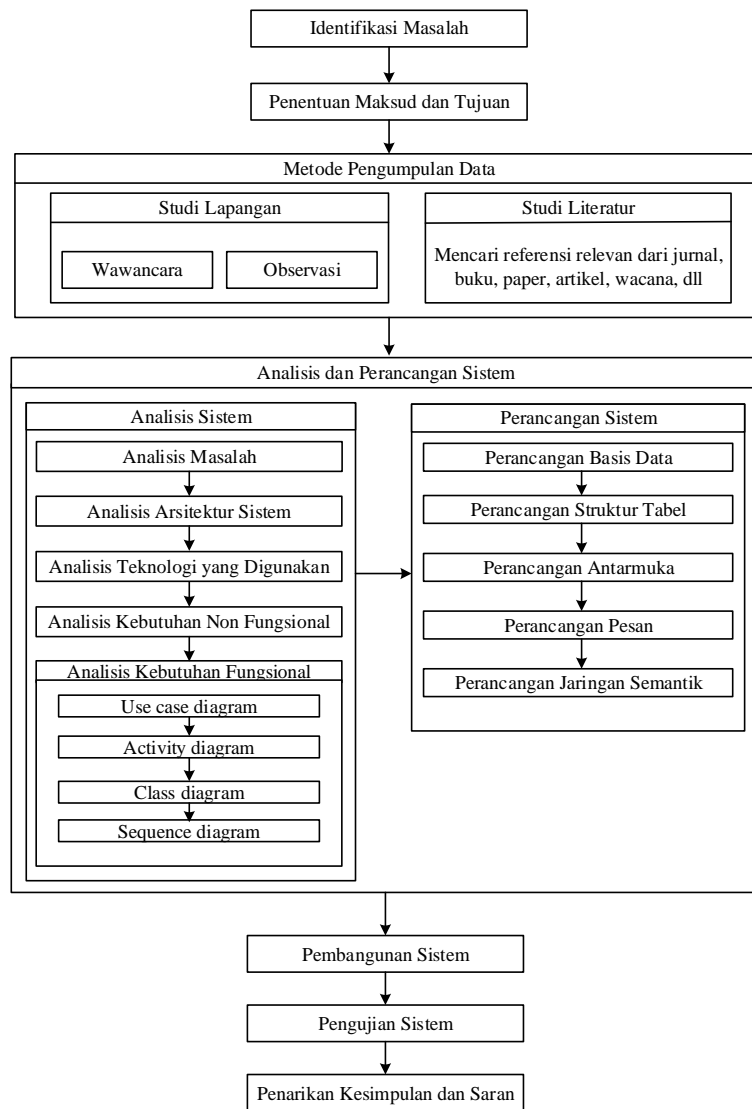 Identifikasi Masalah
Penentuan Maksud dan Tujuan
Metode Pengumpulan Data
Studi Lapangan
Wawancara
Observasi
Studi Literatur
Mencari referensi relevan dari jurnal,
buku, paper, artikel, wacana, dll
Analisis dan Perancangan Sistem
Analisis Sistem
Analisis Masalah
Analisis Arsitektur Sistem
Analisis Teknologi yang Digunakan
Analisis Kebutuhan Non Fungsional
Analisis Kebutuhan Fungsional
Use case diagram
Activity diagram
Class diagram
Sequence diagram
Perancangan Sistem
Perancangan Basis Data
Perancangan Struktur Tabel
Perancangan Antarmuka
Perancangan Pesan
Perancangan Jaringan Semantik
Pembangunan Sistem
Pengujian Sistem
Penarikan Kesimpulan dan Saran